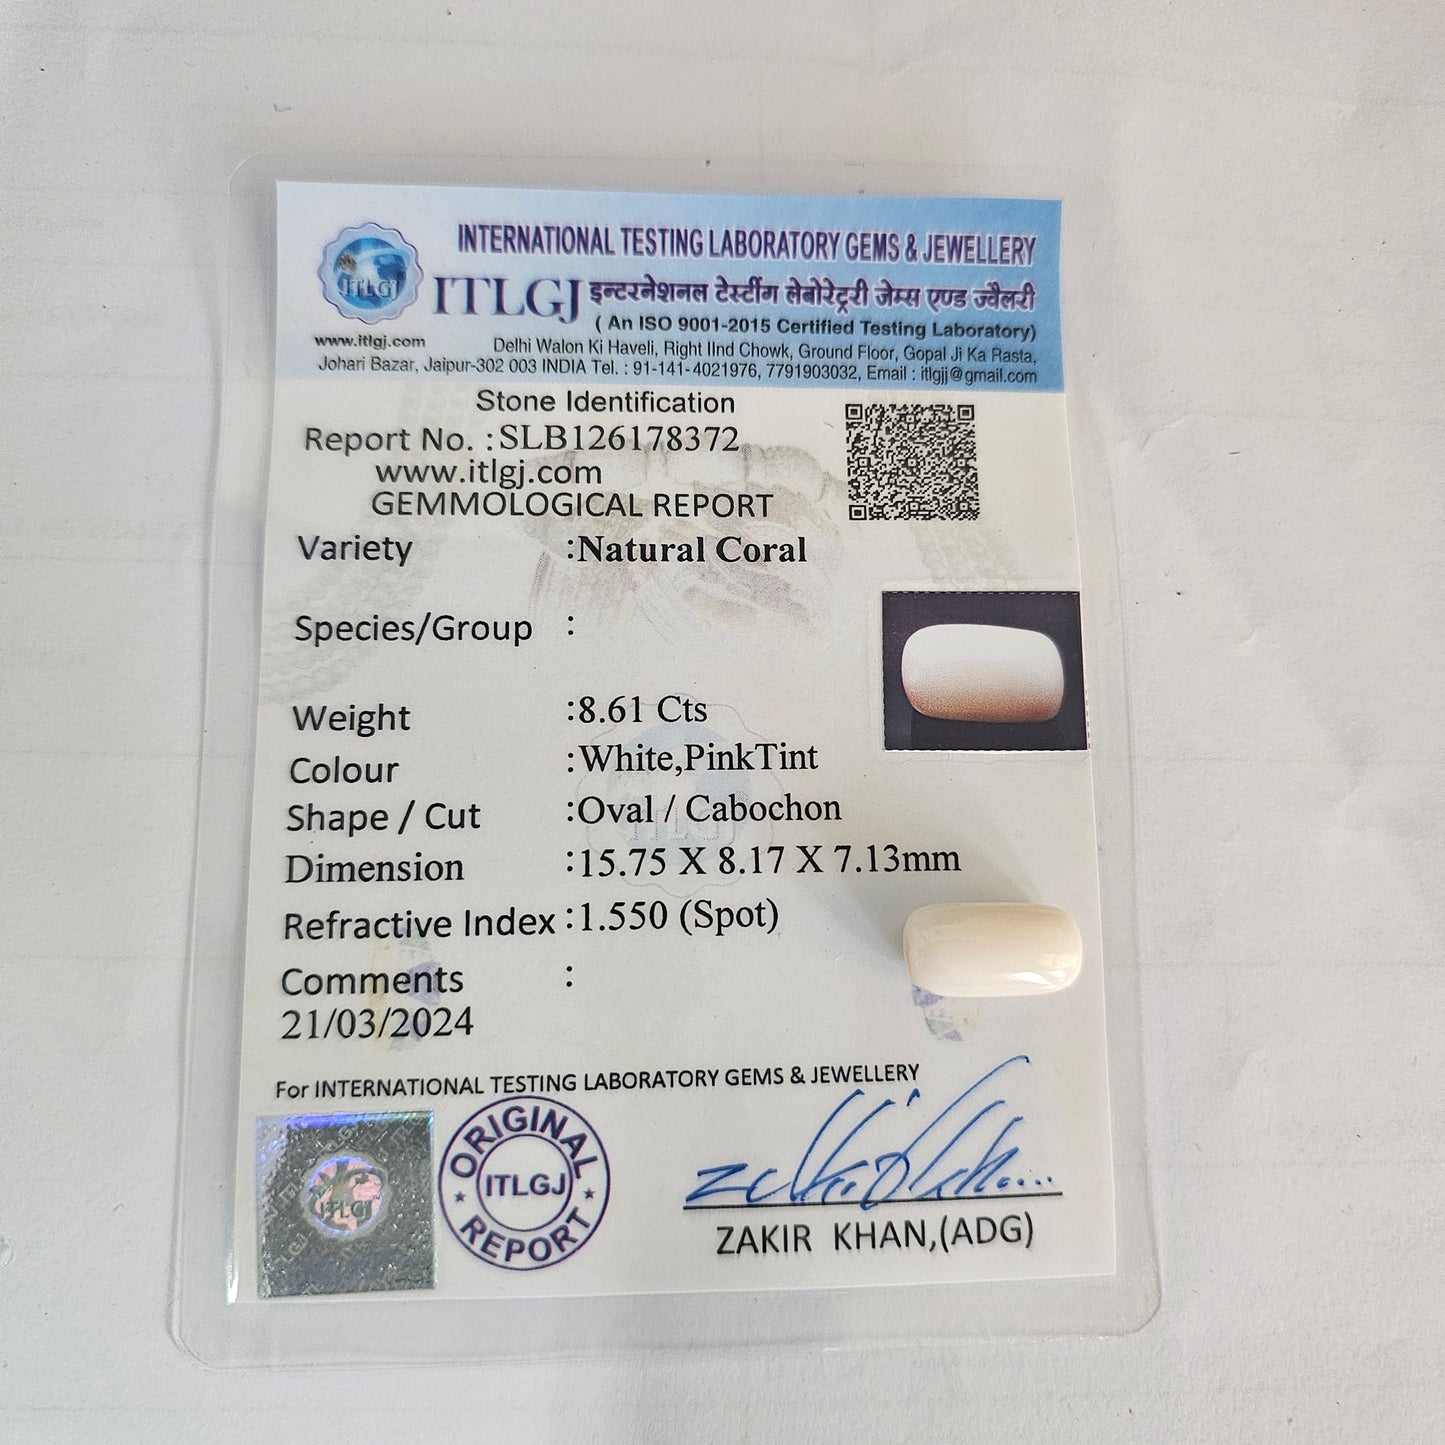 INTERNATIONAL TESTING LABORATORY GEMS & JEWELLERY
ITLGJ
ITLGJ इन्टरनेशनल टेस्टींग लेबोरेट्ररी जेम्स एण्ड ज्वैलरी
( An ISO 9001-2015 Certified Testing Laboratory)
www.itlgj.com
Delhi Walon Ki Haveli, Right IInd Chowk, Ground Floor, Gopal Ji Ka Rasta,
Johari Bazar, Jaipur-302 003 INDIA Tel. : 91-141-4021976, 7791903032, Email : itlgjj@gmail.com
Stone Identification
Report No. :SLB126178372
www.itlgj.com
GEMMOLOGICAL REPORT
Variety :Natural Coral
Species/Group :
Weight :8.61 Cts
Colour :White,PinkTint
Shape / Cut :Oval / Cabochon
Dimension :15.75 X 8.17 X 7.13mm
Refractive Index :1.550 (Spot)
Comments :
21/03/2024
For INTERNATIONAL TESTING LABORATORY GEMS & JEWELLERY
ITLGJ
ORIGINAL
ITLGJ
REPORT
ZAKIR KHAN,(ADG)